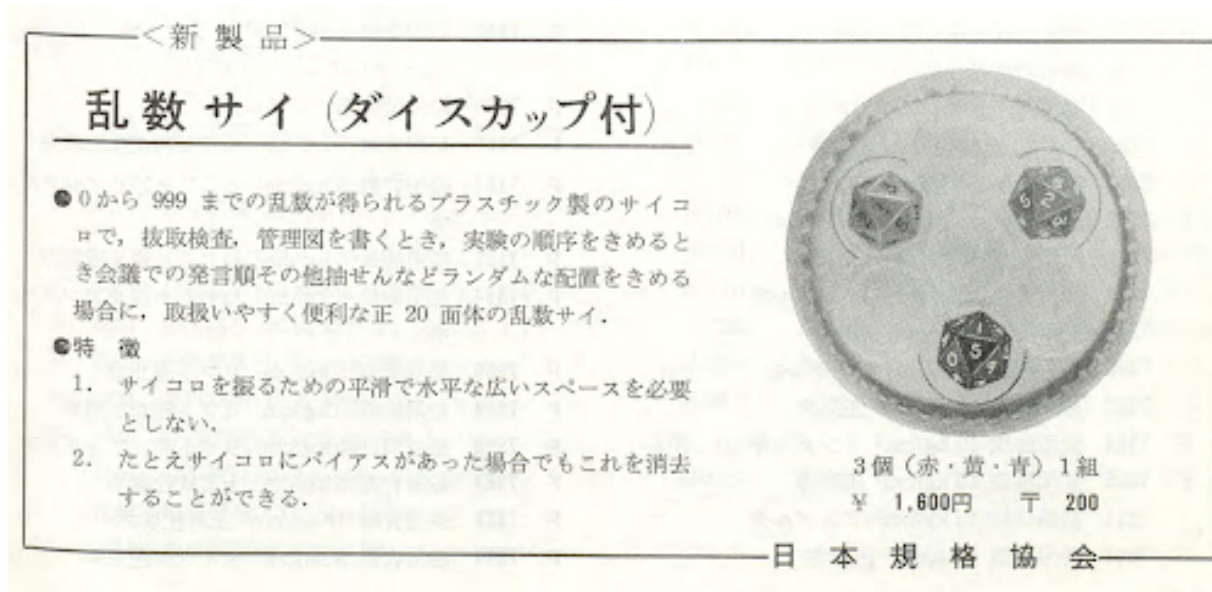 ＜新製品＞
乱数サイ（ダイスカップ付）
●0から 999 までの乱数が得られるプラスチック製のサイコ
ロで，抜取検査，管理図を書くとき，実験の順序をきめると
き会議での発言順その他抽せんなどランダムな配置をきめる
場合に，取扱いやすく便利な正 20 面体の乱数サイ．
●特 徴
1． サイコロを振るための平滑で水平な広いスペースを必要
としない．
2． たとえサイコロにバイアスがあった場合でもこれを消去
することができる．
3個（赤・黄・青）1組
¥ 1,600円 〒 200
日本規格協会